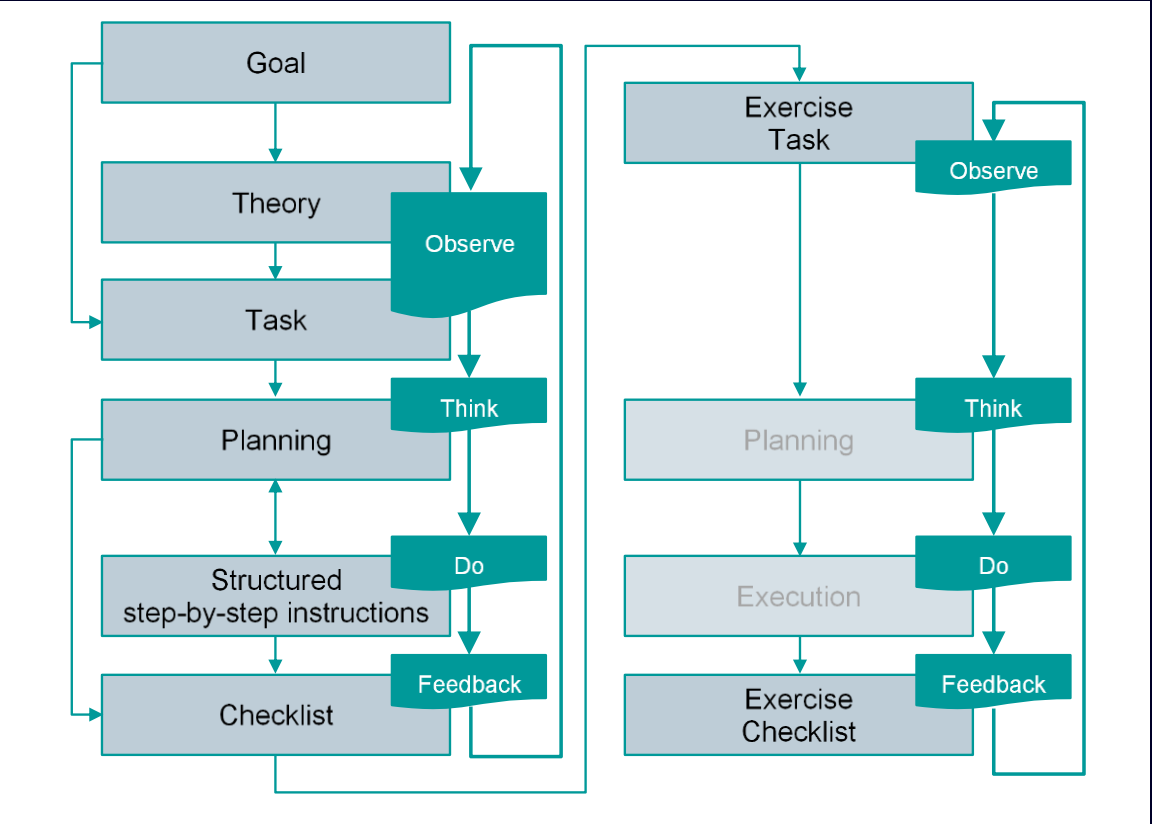 Goal
Theory
Observe
Task
Think
Planning
Do
Structured
step-by-step instructions
Feedback
Checklist
Exercise
Task
Observe
Think
Planning
Do
Execution
Feedback
Exercise
Checklist